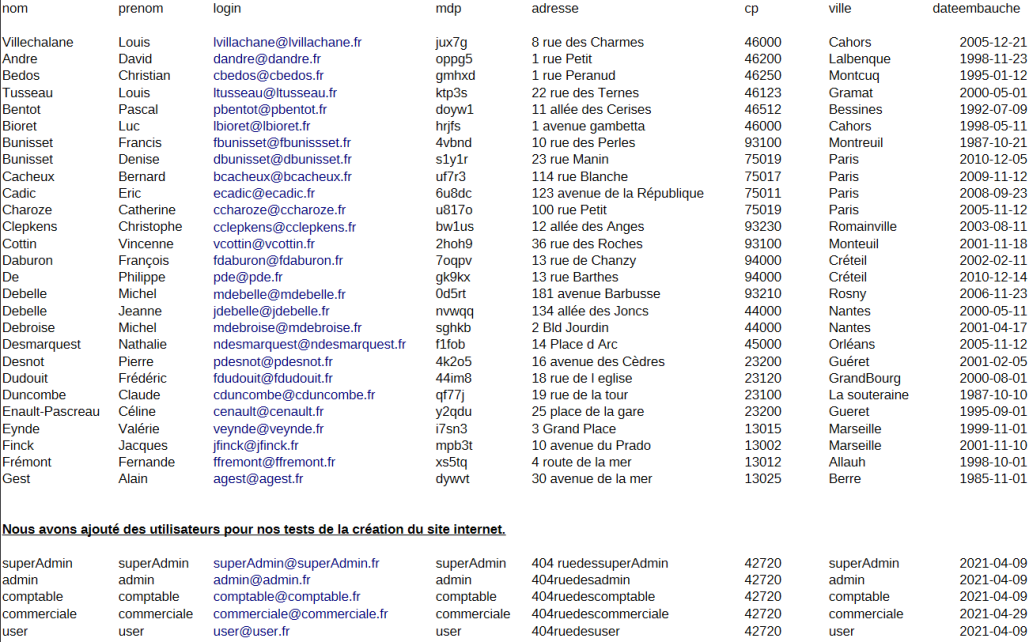 nom prenom login mdp adresse cp ville dateembauche
Villechalane Louis lvillachane@lvillachane.fr jux7g 8 rue des Charmes 46000 Cahors 2005-12-21
Andre David dandre@dandre.fr oppg5 1 rue Petit 46200 Lalbenque 1998-11-23
Bedos Christian cbedos@cbedos.fr gmhxd 1 rue Peranud 46250 Montcuq 1995-01-12
Tusseau Louis ltusseau@ltusseau.fr ktp3s 22 rue des Ternes 46123 Gramat 2000-05-01
Bentot Pascal pbentot@pbentot.fr doyw1 11 allée des Cerises 46512 Bessines 1992-07-09
Bioret Luc lbioret@lbioret.fr hrjfs 1 avenue gambetta 46000 Cahors 1998-05-11
Bunisset Francis fbunisset@fbunissset.fr 4vbnd 10 rue des Perles 93100 Montreuil 1987-10-21
Bunisset Denise dbunisset@dbunisset.fr s1y1r 23 rue Manin 75019 Paris 2010-12-05
Cacheux Bernard bcacheux@bcacheux.fr uf7r3 114 rue Blanche 75017 Paris 2009-11-12
Cadic Eric ecadic@ecadic.fr 6u8dc 123 avenue de la République 75011 Paris 2008-09-23
Charoze Catherine ccharoze@ccharoze.fr u817o 100 rue Petit 75019 Paris 2005-11-12
Clepkens Christophe cclepkens@cclepkens.fr bw1us 12 allée des Anges 93230 Romainville 2003-08-11
Cottin Vincenne vcottin@vcottin.fr 2hoh9 36 rue des Roches 93100 Monteuil 2001-11-18
Daburon François fdaburon@fdaburon.fr 7oqpv 13 rue de Chanzy 94000 Créteil 2002-02-11
De Philippe pde@pde.fr gk9kx 13 rue Barthes 94000 Créteil 2010-12-14
Debelle Michel mdebelle@mdebelle.fr 0d5rt 181 avenue Barbusse 93210 Rosny 2006-11-23
Debelle Jeanne jdebelle@jdebelle.fr nvwqq 134 allée des Joncs 44000 Nantes 2000-05-11
Debroise Michel mdebroise@mdebroise.fr sghkb 2 Bld Jourdin 44000 Nantes 2001-04-17
Desmarquest Nathalie ndesmarquest@ndesmarquest.fr f1fob 14 Place d Arc 45000 Orléans 2005-11-12
Desnot Pierre pdesnot@pdesnot.fr 4k2o5 16 avenue des Cèdres 23200 Guéret 2001-02-05
Dudouit Frédéric fdudouit@fdudouit.fr 44im8 18 rue de l eglise 23120 GrandBourg 2000-08-01
Duncombe Claude cduncombe@cduncombe.fr qf77j 19 rue de la tour 23100 La souteraine 1987-10-10
Enault-Pascreau Céline cenault@cenault.fr y2qdu 25 place de la gare 23200 Gueret 1995-09-01
Eynde Valérie veynde@veynde.fr i7sn3 3 Grand Place 13015 Marseille 1999-11-01
Finck Jacques jfinck@jfinck.fr mpb3t 10 avenue du Prado 13002 Marseille 2001-11-10
Frémont Fernande ffremont@ffremont.fr xs5tq 4 route de la mer 13012 Allauh 1998-10-01
Gest Alain agest@agest.fr dywvt 30 avenue de la mer 13025 Berre 1985-11-01
Nous avons ajouté des utilisateurs pour nos tests de la création du site internet.
superAdmin superAdmin superAdmin@superAdmin.fr superAdmin 404 ruedessuperAdmin 42720 superAdmin 2021-04-09
admin admin admin@admin.fr admin 404ruedesadmin 42720 admin 2021-04-09
comptable comptable comptable@comptable.fr comptable 404ruedescomptable 42720 comptable 2021-04-09
commerciale commerciale commerciale@commerciale.fr commerciale 404ruedescommerciale 42720 commerciale 2021-04-29
user user user@user.fr user 404ruedesuser 42720 user 2021-04-09